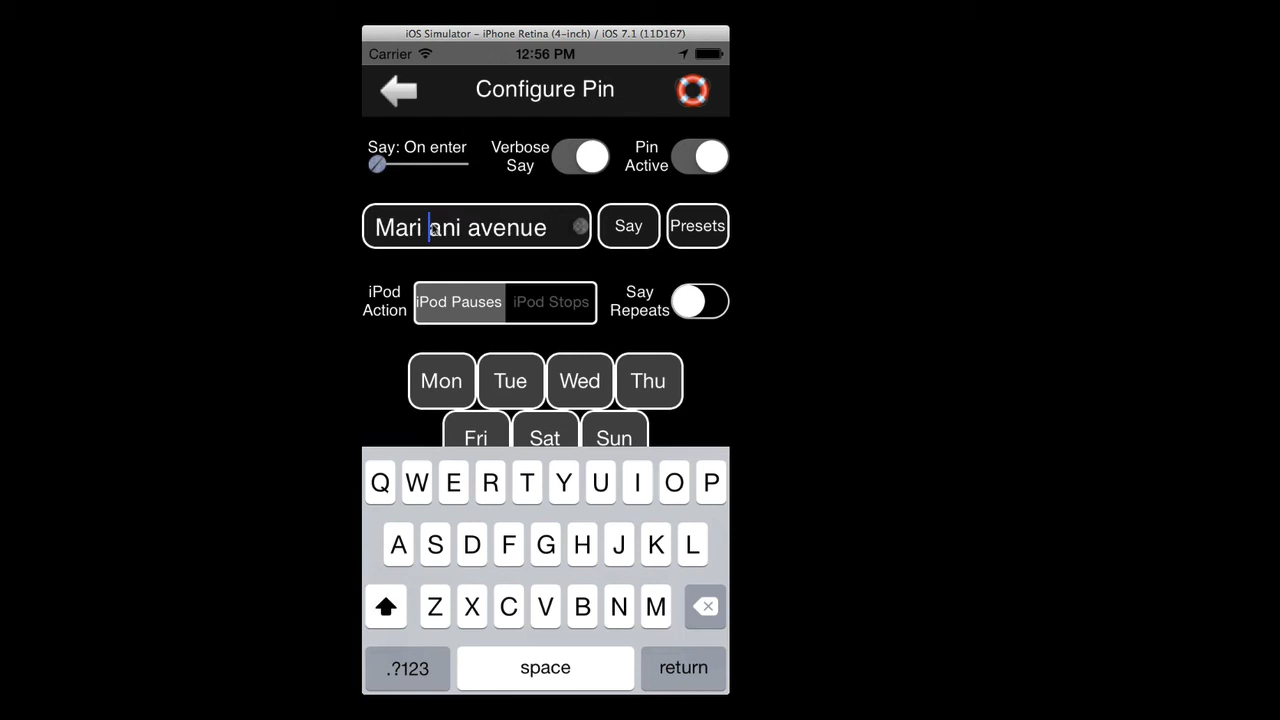 iOS Simulator - iPhone Retina (4-inch) / iOS 7.1 (11D167)
Carrier 12:56 PM
Configure Pin
Say: On enter
Verbose Say
Pin Active
Mari ani avenue
Say
Presets
iPod Action
iPod Pauses
iPod Stops
Say Repeats
Mon Tue Wed Thu
Fri Sat Sun
Q W E R T Y U I O P
A S D F G H J K L
Z X C V B N M
.?123 space return